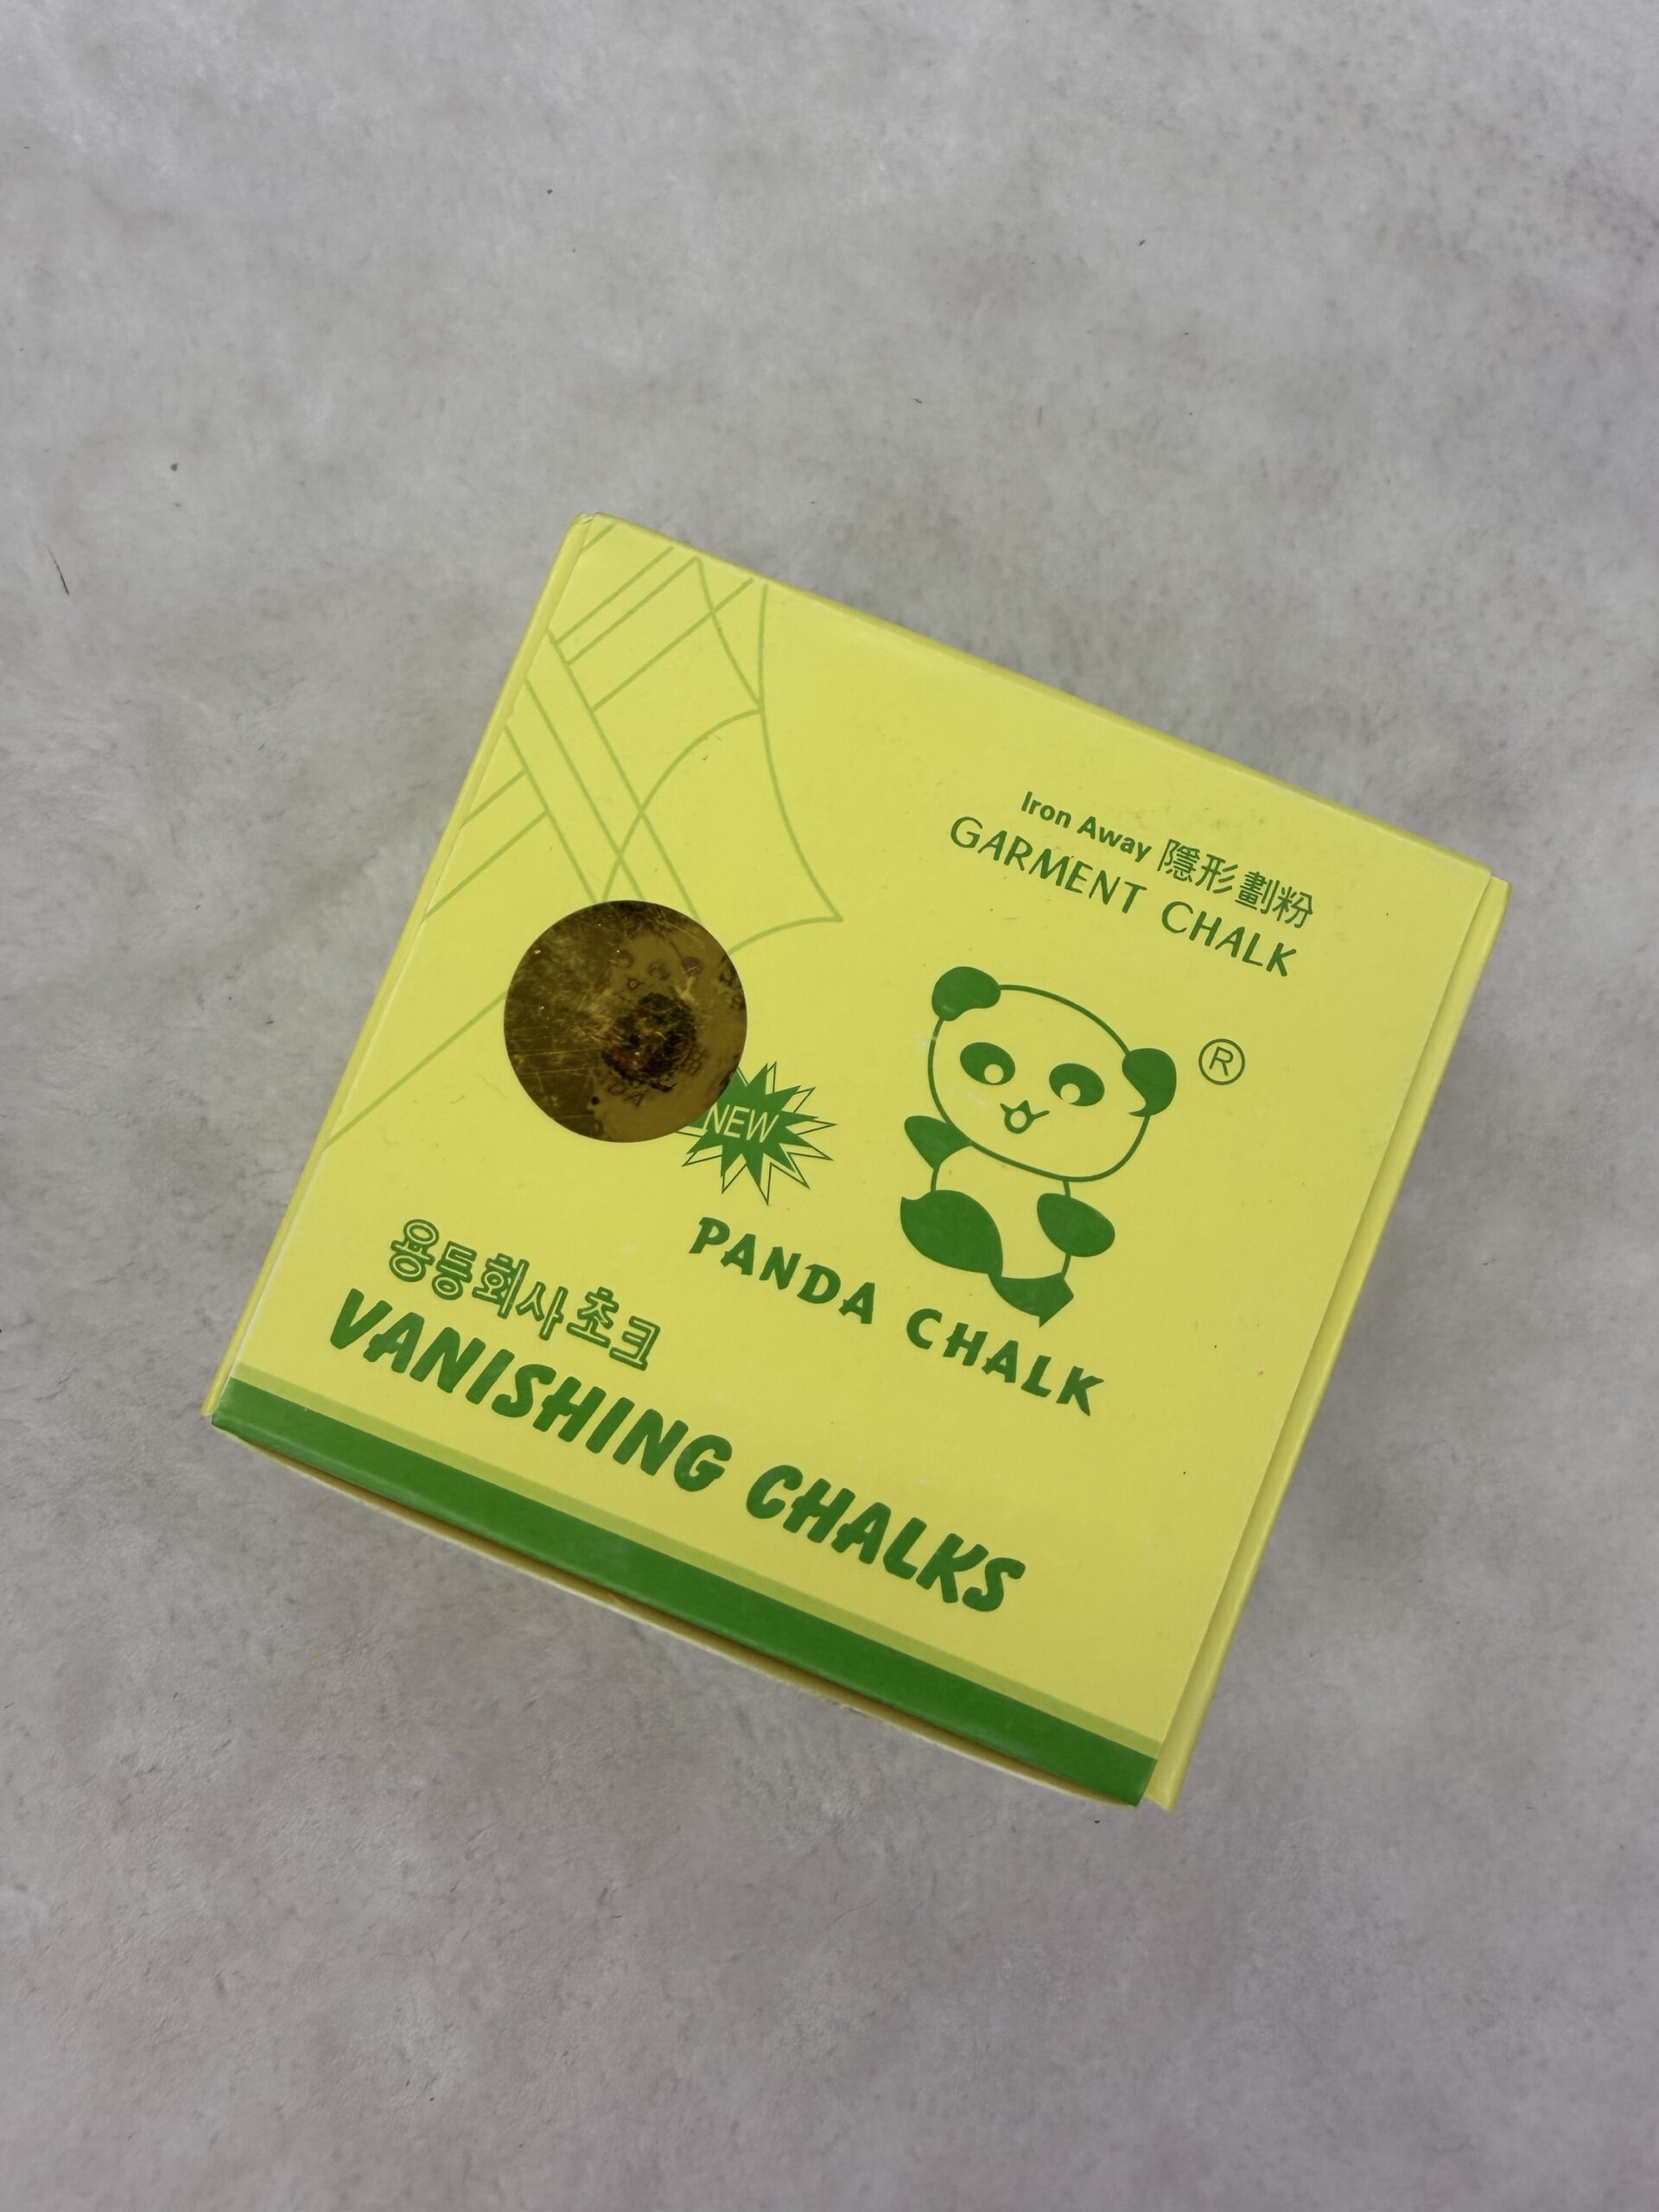 Iron Away 隱形劃粉
GARMENT CHALK
®
NEW
PANDA CHALK
용등회사초크
VANISHING CHALKS